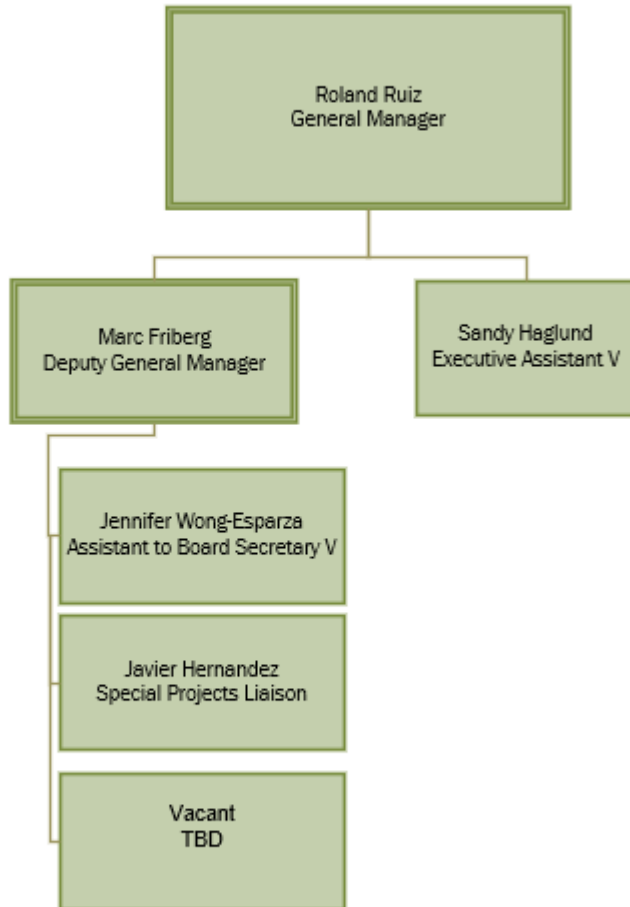 Roland Ruiz
General Manager
Marc Friberg
Deputy General Manager
Sandy Haglund
Executive Assistant V
Jennifer Wong-Esparza
Assistant to Board Secretary V
Javier Hernandez
Special Projects Liaison
Vacant
TBD